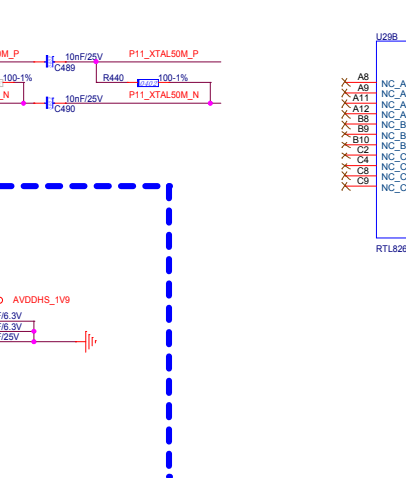 U29B
M_P 10nF/25V P11_XTAL50M_P
C489
100-1% R440 0402 100-1%
_N 10nF/25V P11_XTAL50M_N
C490
A8 NC_A
A9 NC_A
A11 NC_A
A12 NC_A
B8 NC_B
B9 NC_B
B10 NC_B
C2 NC_C
C4 NC_C
C8 NC_C
C9 NC_C
RTL826
AVDDHS_1V9
/6.3V
/6.3V
/25V